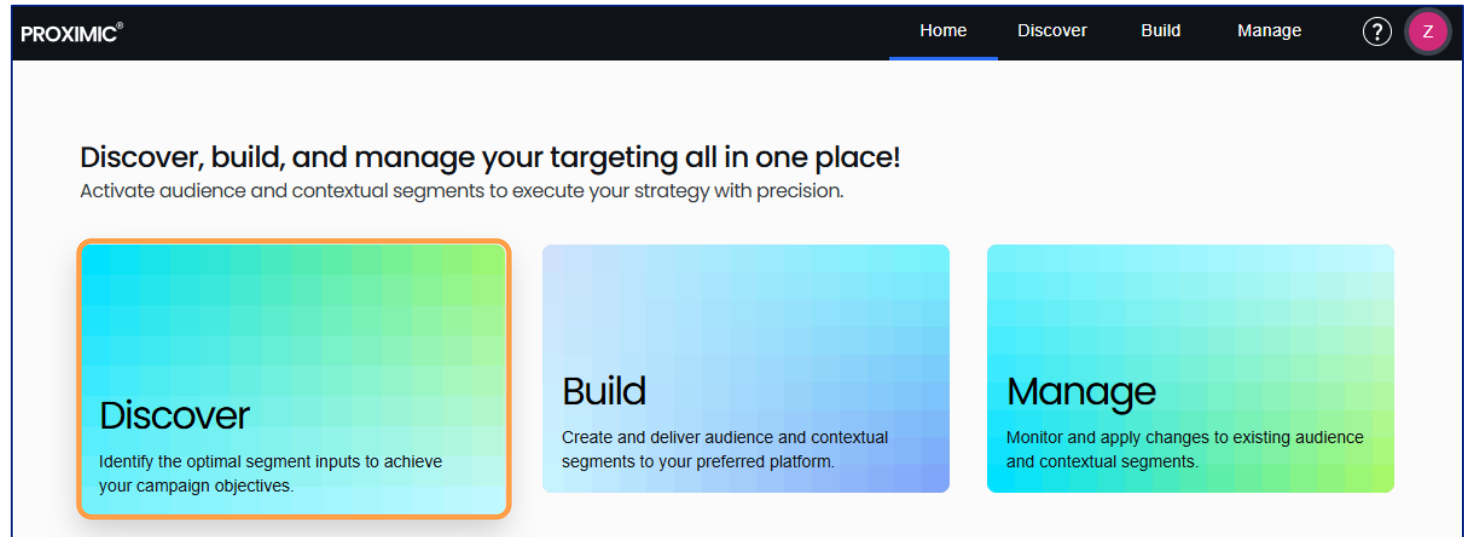 PROXIMIC®
Home Discover Build Manage ? Z
Discover, build, and manage your targeting all in one place!
Activate audience and contextual segments to execute your strategy with precision.
Discover
Identify the optimal segment inputs to achieve
your campaign objectives.
Build
Create and deliver audience and contextual
segments to your preferred platform.
Manage
Monitor and apply changes to existing audience
and contextual segments.